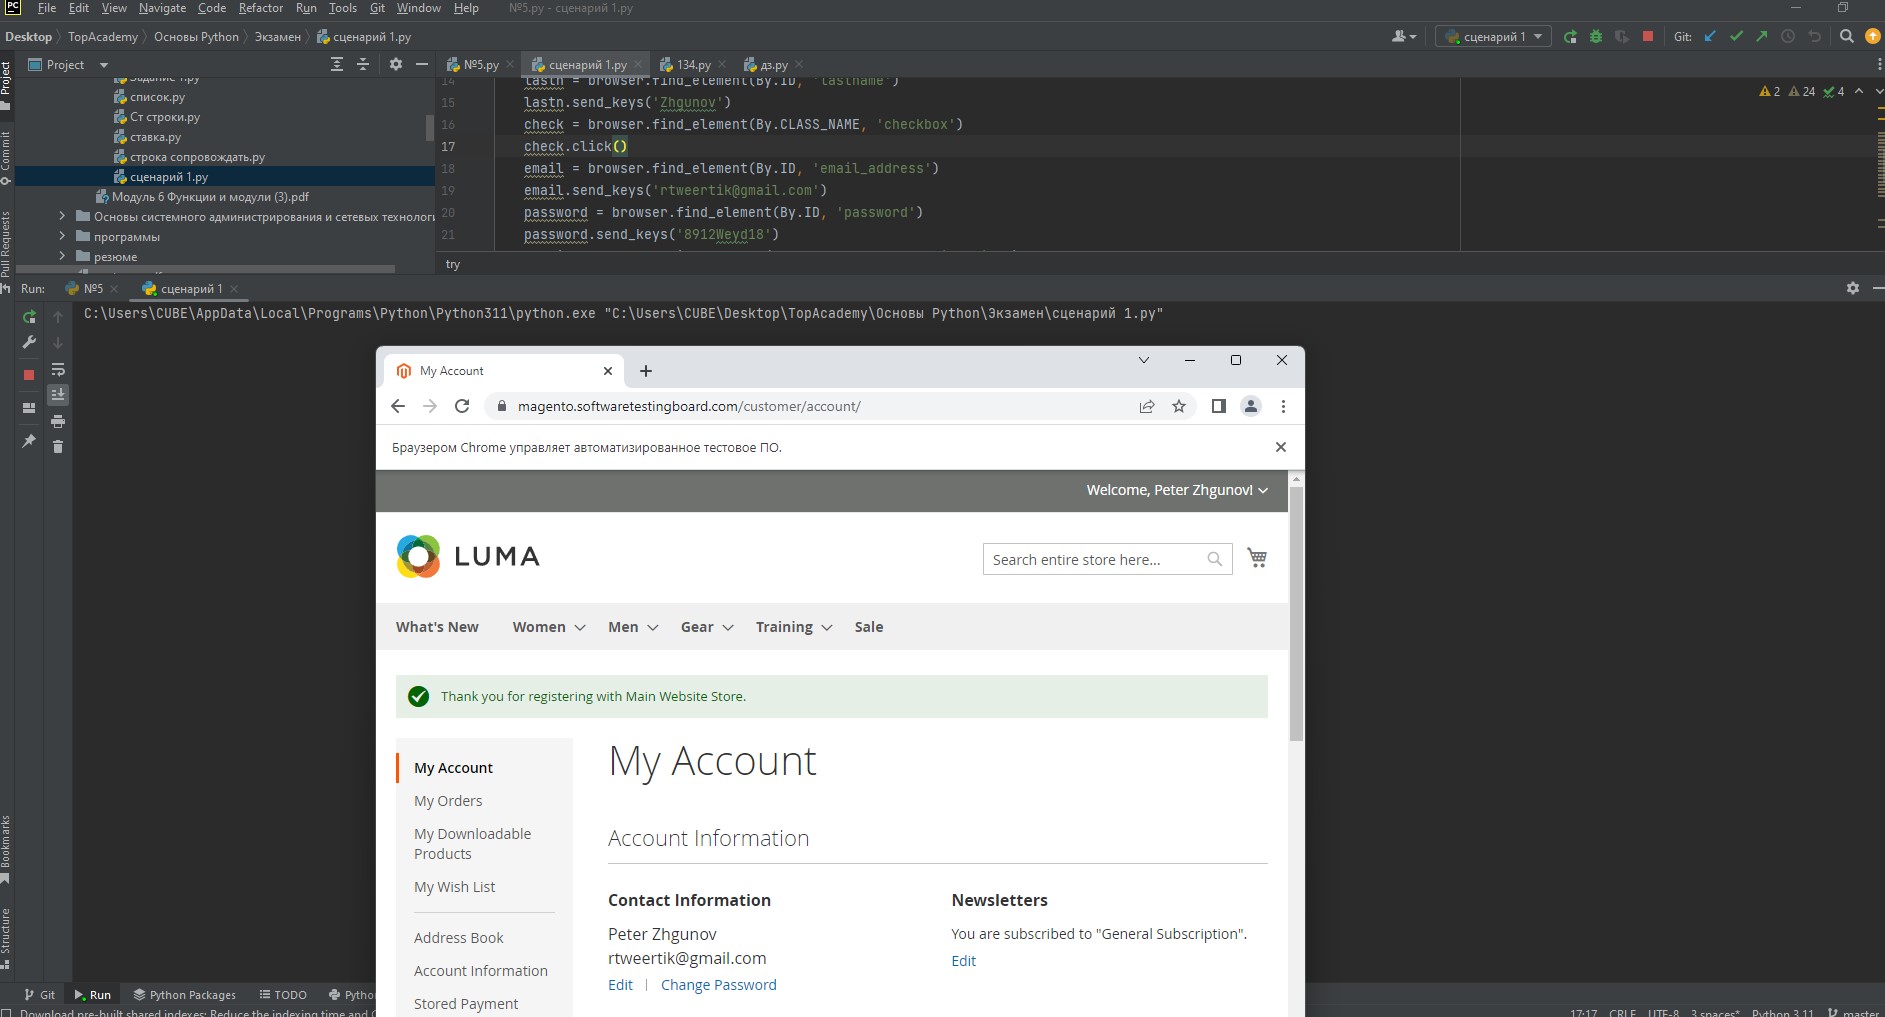 PC File Edit View Navigate Code Refactor Run Tools Git Window Help №5.py - сценарий 1.py
Desktop TopAcademy Основы Python Экзамен сценарий 1.py сценарий 1 Git:
Project
№5.py сценарий 1.py 134.py дз.py
Задание 1.py
список.py
Ст строки.py
ставка.py
строка сопровождать.py
сценарий 1.py
Модуль 6 Функции и модули (3).pdf
Основы системного администрирования и сетевых технолог
программы
резюме
Project
Commit
Pull Requests
14 lastn = browser.find_element(By.ID, 'lastname')
15 lastn.send_keys('Zhgunov')
16 check = browser.find_element(By.CLASS_NAME, 'checkbox')
17 check.click()
18 email = browser.find_element(By.ID, 'email_address')
19 email.send_keys('rtweertik@gmail.com')
20 password = browser.find_element(By.ID, 'password')
21 password.send_keys('8912Weyd18')
2 24 4
try
Run: №5 сценарий 1
C:\Users\CUBE\AppData\Local\Programs\Python\Python311\python.exe "C:\Users\CUBE\Desktop\TopAcademy\Основы Python\Экзамен\сценарий 1.py"
My Account
magento.softwaretestingboard.com/customer/account/
Браузером Chrome управляет автоматизированное тестовое ПО.
Welcome, Peter Zhgunov!
LUMA
Search entire store here...
What's New Women Men Gear Training Sale
Thank you for registering with Main Website Store.
My Account
My Orders
My Downloadable
Products
My Wish List
Address Book
Account Information
Stored Payment
My Account
Account Information
Contact Information
Peter Zhgunov
rtweertik@gmail.com
Edit | Change Password
Newsletters
You are subscribed to "General Subscription".
Edit
Bookmarks
Structure
Git Run Python Packages TODO Pytho
Download pre-built shared indexes: Reduce the indexing time and
17:17 CRLF UTF-8 3 spaces* Python 3.11 master